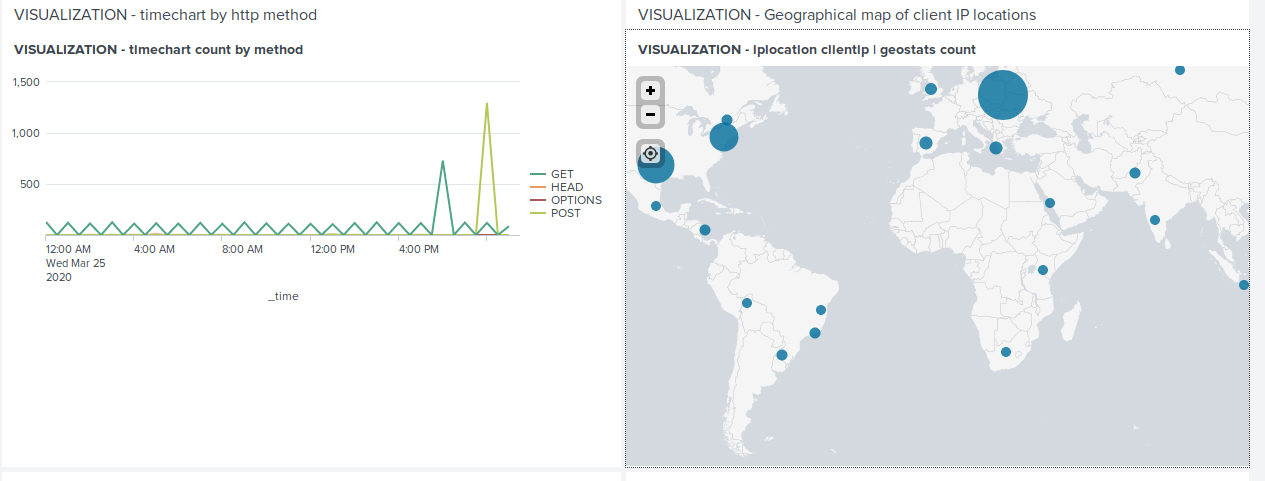 VISUALIZATION - timechart by http method
VISUALIZATION - timechart count by method
1,500
1,000
500
12:00 AM
Wed Mar 25
2020
4:00 AM
8:00 AM
12:00 PM
4:00 PM
_time
GET
HEAD
OPTIONS
POST
VISUALIZATION - Geographical map of client IP locations
VISUALIZATION - iplocation clientip | geostats count
+
−